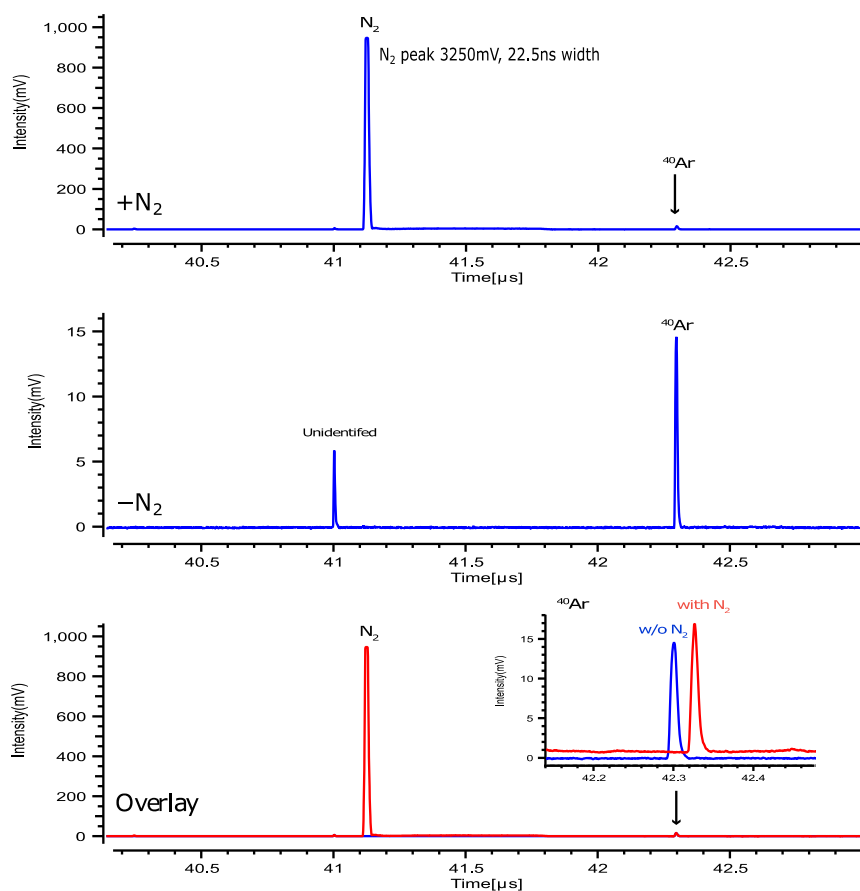 N₂
N₂ peak 3250mV, 22.5ns width
1,000
800
600
400
200
0
Intensity(mV)
⁴⁰Ar
+N₂
40.5 41 41.5 42 42.5
Time[μs]
15
10
5
0
Intensity(mV)
Unidentifed
⁴⁰Ar
−N₂
40.5 41 41.5 42 42.5
Time[μs]
N₂
1,000
800
600
400
200
0
Intensity(mV)
Overlay
40.5 41 41.5 42 42.5
Time[μs]
⁴⁰Ar
with N₂
w/o N₂
15
10
5
0
Intensity(mV)
42.2 42.3 42.4